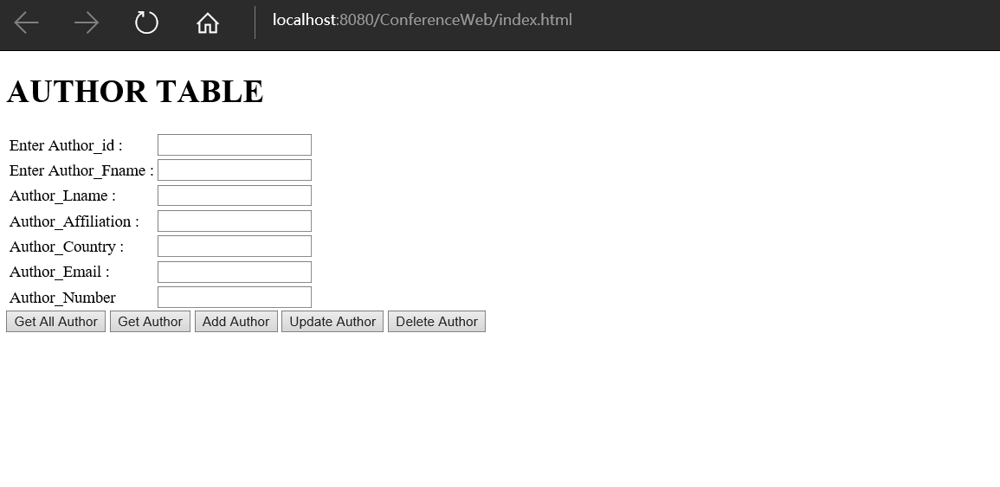 localhost:8080/ConferenceWeb/index.html
AUTHOR TABLE
Enter Author_id :
Enter Author_Fname :
Author_Lname :
Author_Affiliation :
Author_Country :
Author_Email :
Author_Number
Get All Author Get Author Add Author Update Author Delete Author